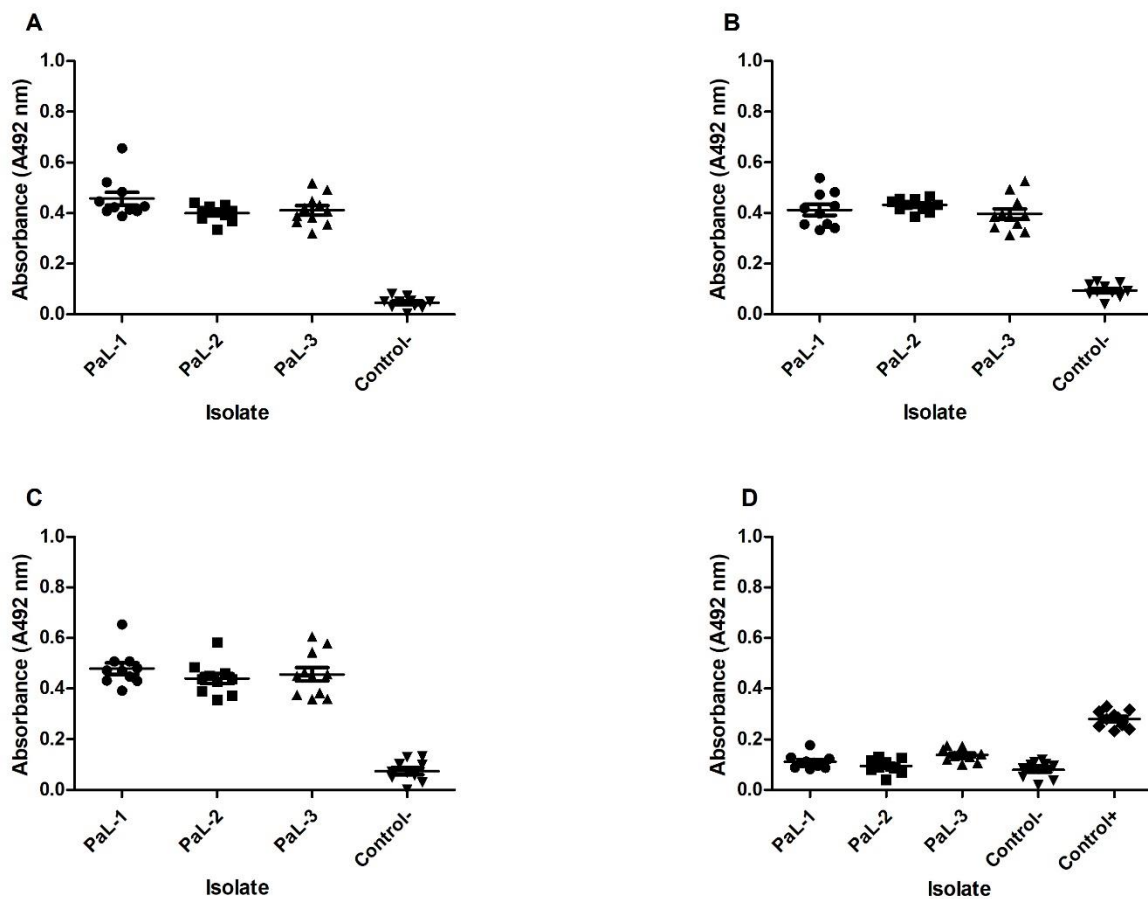 A
Absorbance (A492 nm)
1.0
0.8
0.6
0.4
0.2
0.0
PaL-1
PaL-2
PaL-3
Control-
Isolate
B
Absorbance (A492 nm)
1.0
0.8
0.6
0.4
0.2
0.0
PaL-1
PaL-2
PaL-3
Control-
Isolate
C
Absorbance (A492 nm)
1.0
0.8
0.6
0.4
0.2
0.0
PaL-1
PaL-2
PaL-3
Control-
Isolate
D
Absorbance (A492 nm)
1.0
0.8
0.6
0.4
0.2
0.0
PaL-1
PaL-2
PaL-3
Control-
Control+
Isolate